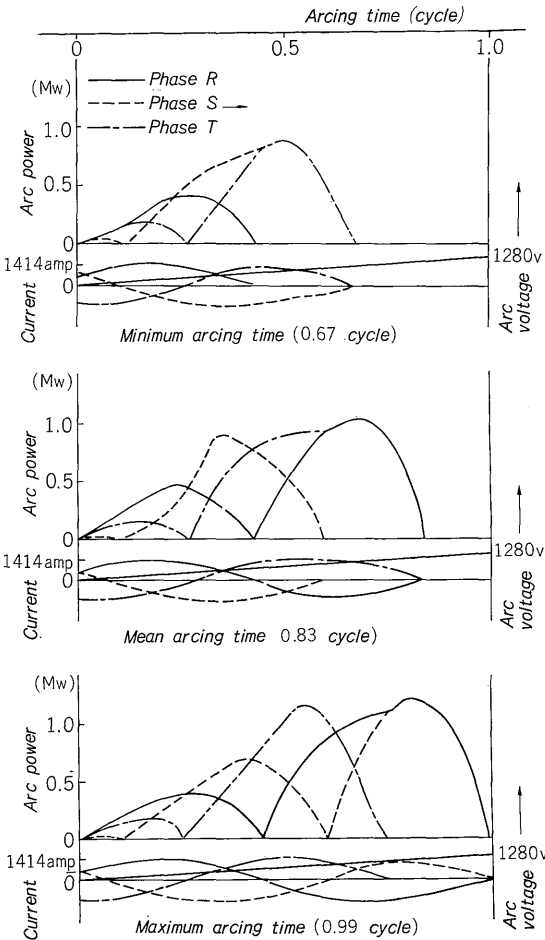 Arcing time (cycle)
0 0.5 1.0
(Mw)
Phase R
Phase S
Phase T
1.0
0.5
0
Arc power
1414amp
0
Current
1280v
Arc voltage
Minimum arcing time (0.67 cycle)
(Mw)
1.0
0.5
0
Arc power
1414amp
0
Current
1280v
Arc voltage
Mean arcing time 0.83 cycle)
(Mw)
1.0
0.5
0
Arc power
1414amp
0
Current
1280v
Arc voltage
Maximum arcing time (0.99 cycle)